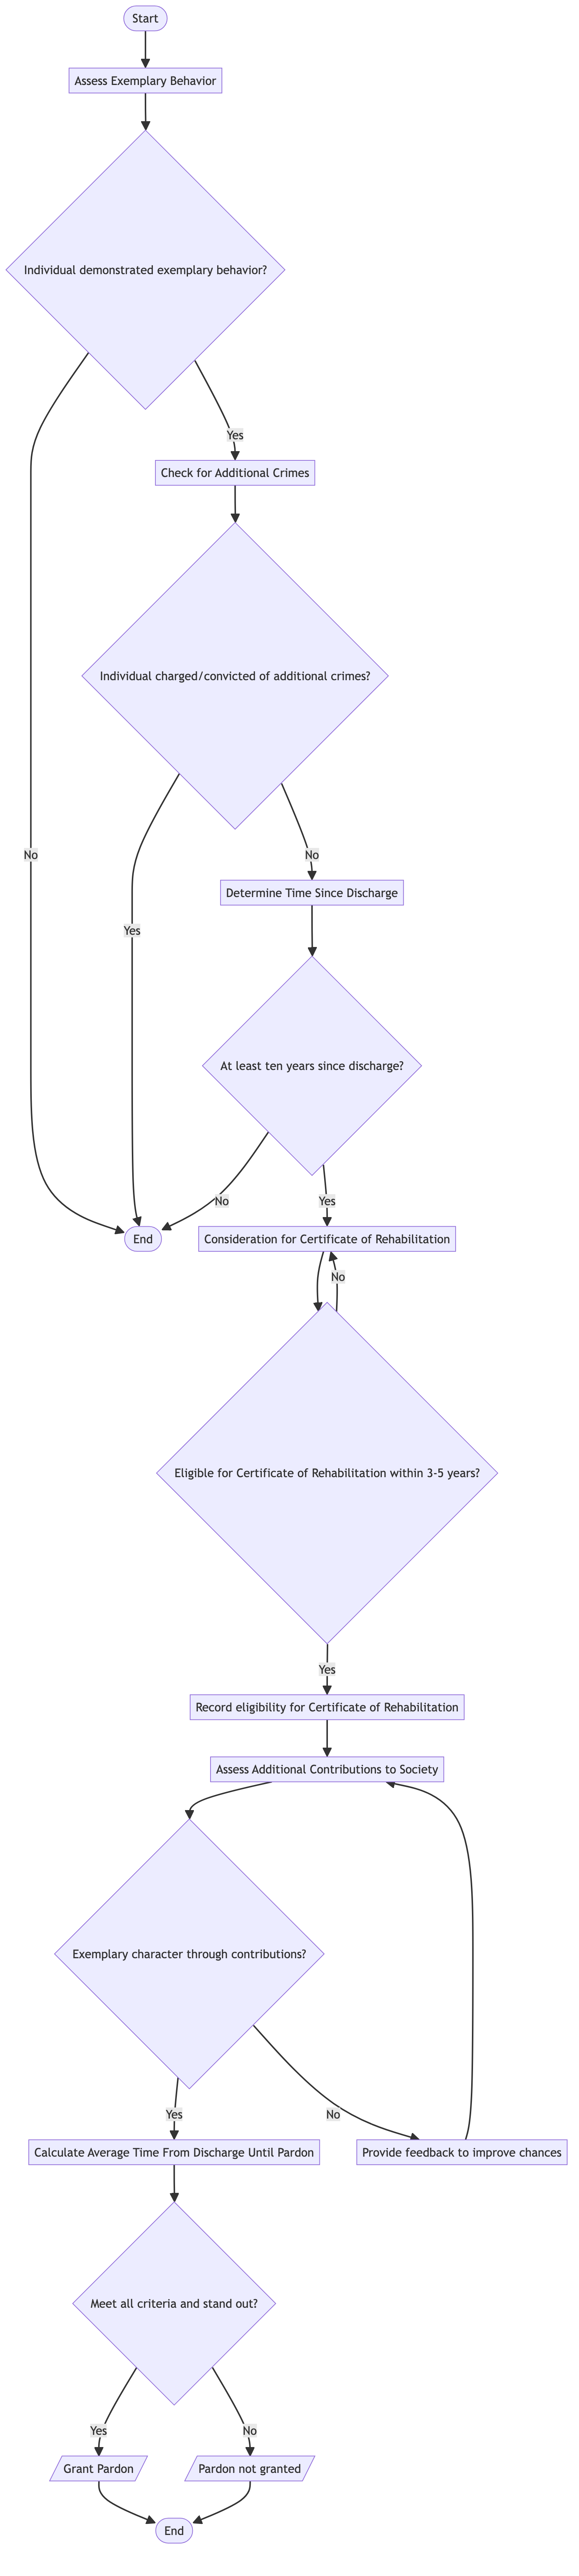 Start
Assess Exemplary Behavior
Individual demonstrated exemplary behavior?
Yes
Check for Additional Crimes
Individual charged/convicted of additional crimes?
No
No
Determine Time Since Discharge
Yes
At least ten years since discharge?
No
Yes
End
Consideration for Certificate of Rehabilitation
No
Eligible for Certificate of Rehabilitation within 3-5 years?
Yes
Record eligibility for Certificate of Rehabilitation
Assess Additional Contributions to Society
Exemplary character through contributions?
Yes
No
Calculate Average Time From Discharge Until Pardon
Provide feedback to improve chances
Meet all criteria and stand out?
Yes
No
Grant Pardon
Pardon not granted
End